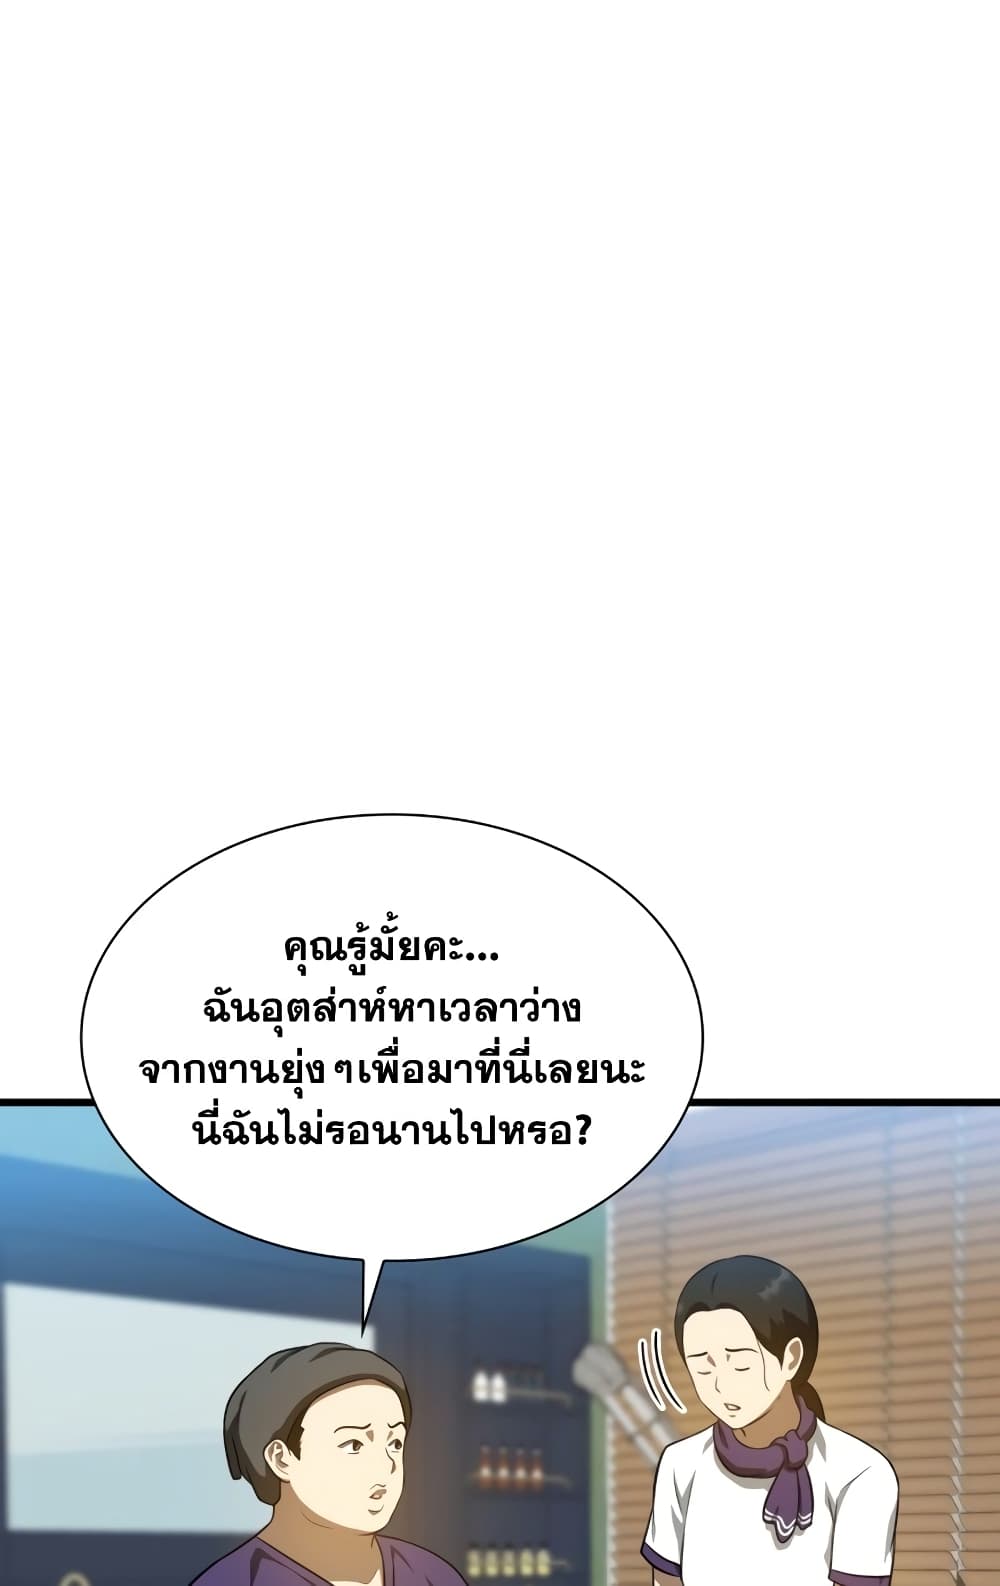 คุณรู้มั้ยคะ...
ฉันอุตส่าห์หาเวลาว่าง
จากงานยุ่งๆเพื่อมาที่นี่เลยนะ
นี่ฉันไม่รอนานไปหรอ?